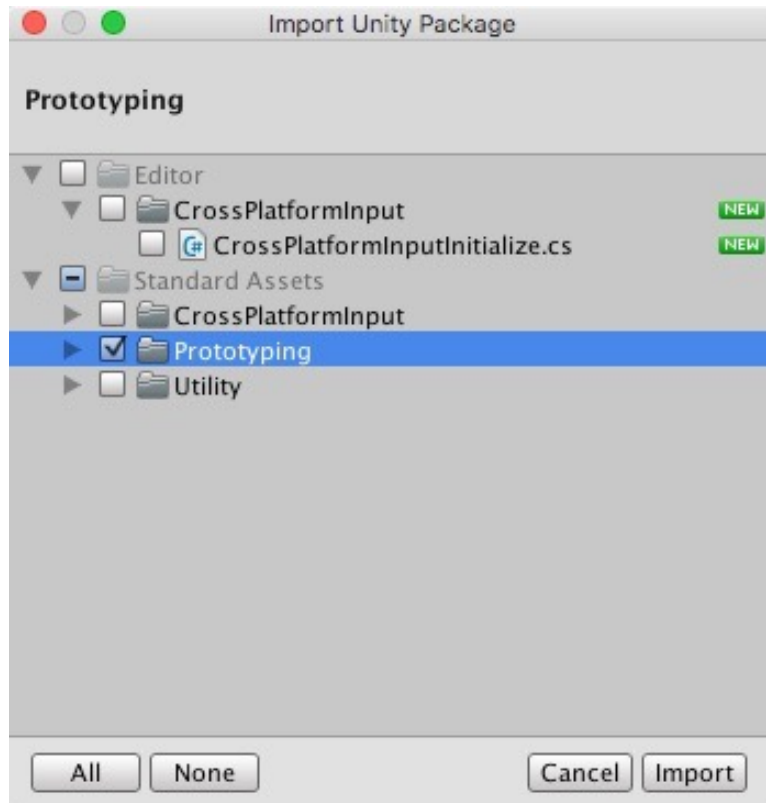 Import Unity Package
Prototyping
Editor
CrossPlatformInput NEW
CrossPlatformInputInitialize.cs NEW
Standard Assets
CrossPlatformInput
Prototyping
Utility
All None Cancel Import